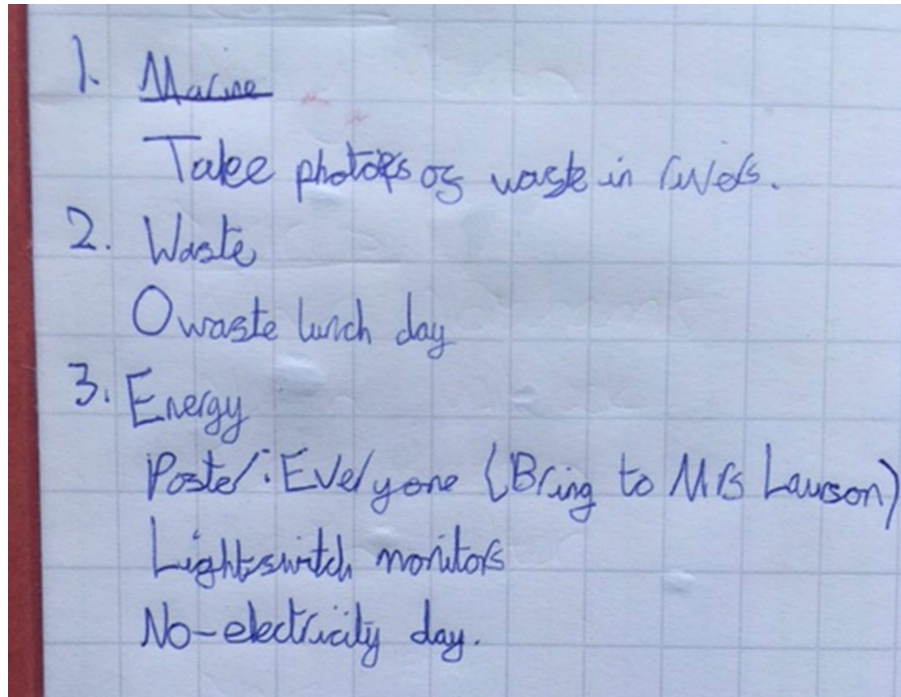 1. Marine
Take photos of waste in rivers.
2. Waste
0 waste lunch day
3. Energy
Poster: Everyone (Bring to Mrs Lawson)
Lightswitch monitors
No-electricity day.